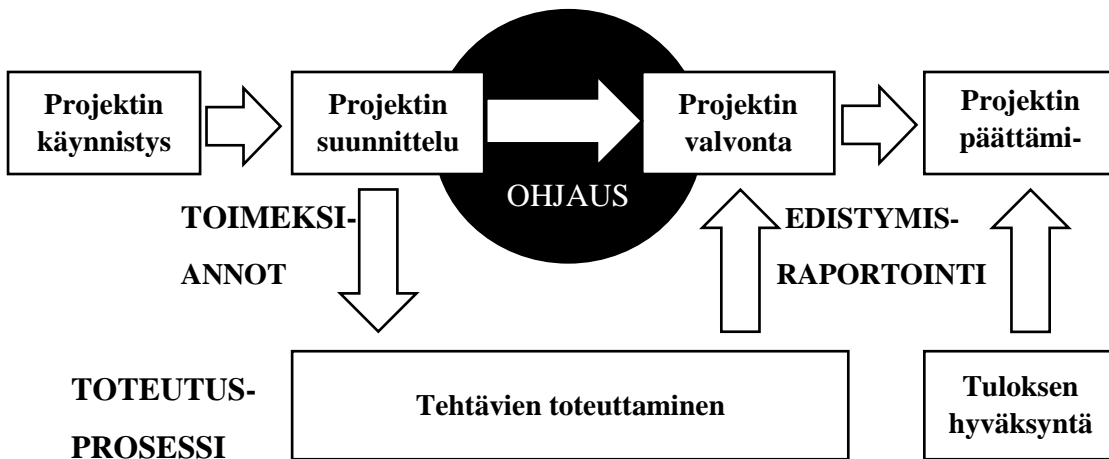 Projektin
käynnistys
Projektin
suunnittelu
Projektin
valvonta
Projektin
päättämi-
OHJAUS
TOIMEKSI-
ANNOT
EDISTYMIS-
RAPORTOINTI
TOTEUTUS-
PROSESSI
Tehtävien toteuttaminen
Tuloksen
hyväksyntä